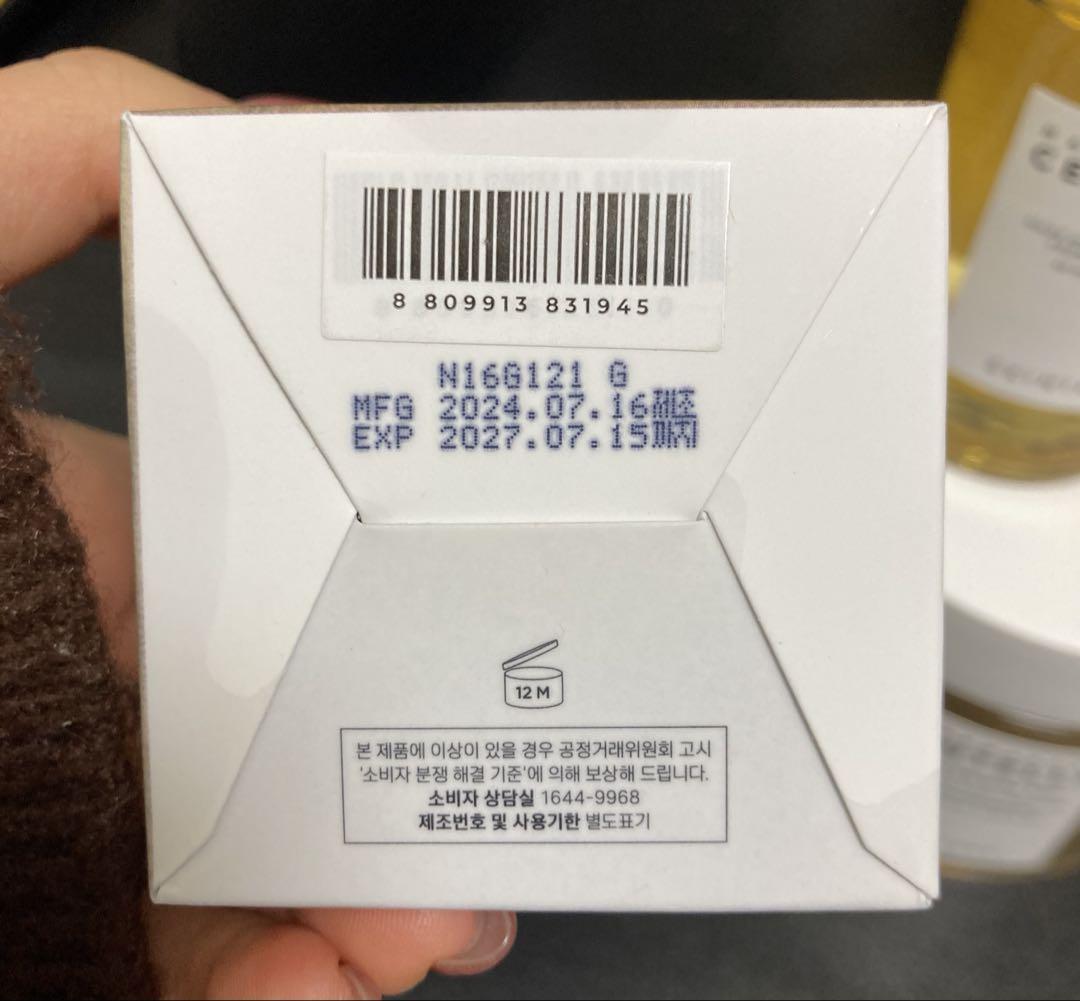 8 809913 831945
N16G121 G
MFG 2024.07.16제조
EXP 2027.07.15까지
12 M
본 제품에 이상이 있을 경우 공정거래위원회 고시
'소비자 분쟁 해결 기준'에 의해 보상해 드립니다.
소비자 상담실 1644-9968
제조번호 및 사용기한 별도표기
CE